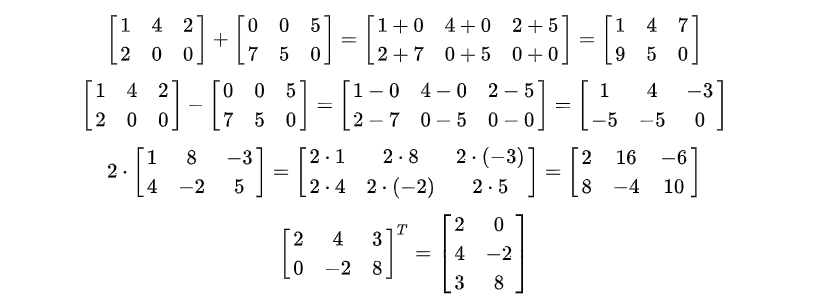 [1 4 2; 2 0 0] + [0 0 5; 7 5 0] = [1+0 4+0 2+5; 2+7 0+5 0+0] = [1 4 7; 9 5 0]
[1 4 2; 2 0 0] − [0 0 5; 7 5 0] = [1−0 4−0 2−5; 2−7 0−5 0−0] = [1 4 −3; −5 −5 0]
2 · [1 8 −3; 4 −2 5] = [2·1 2·8 2·(−3); 2·4 2·(−2) 2·5] = [2 16 −6; 8 −4 10]
[2 4 3; 0 −2 8]^T = [2 0; 4 −2; 3 8]